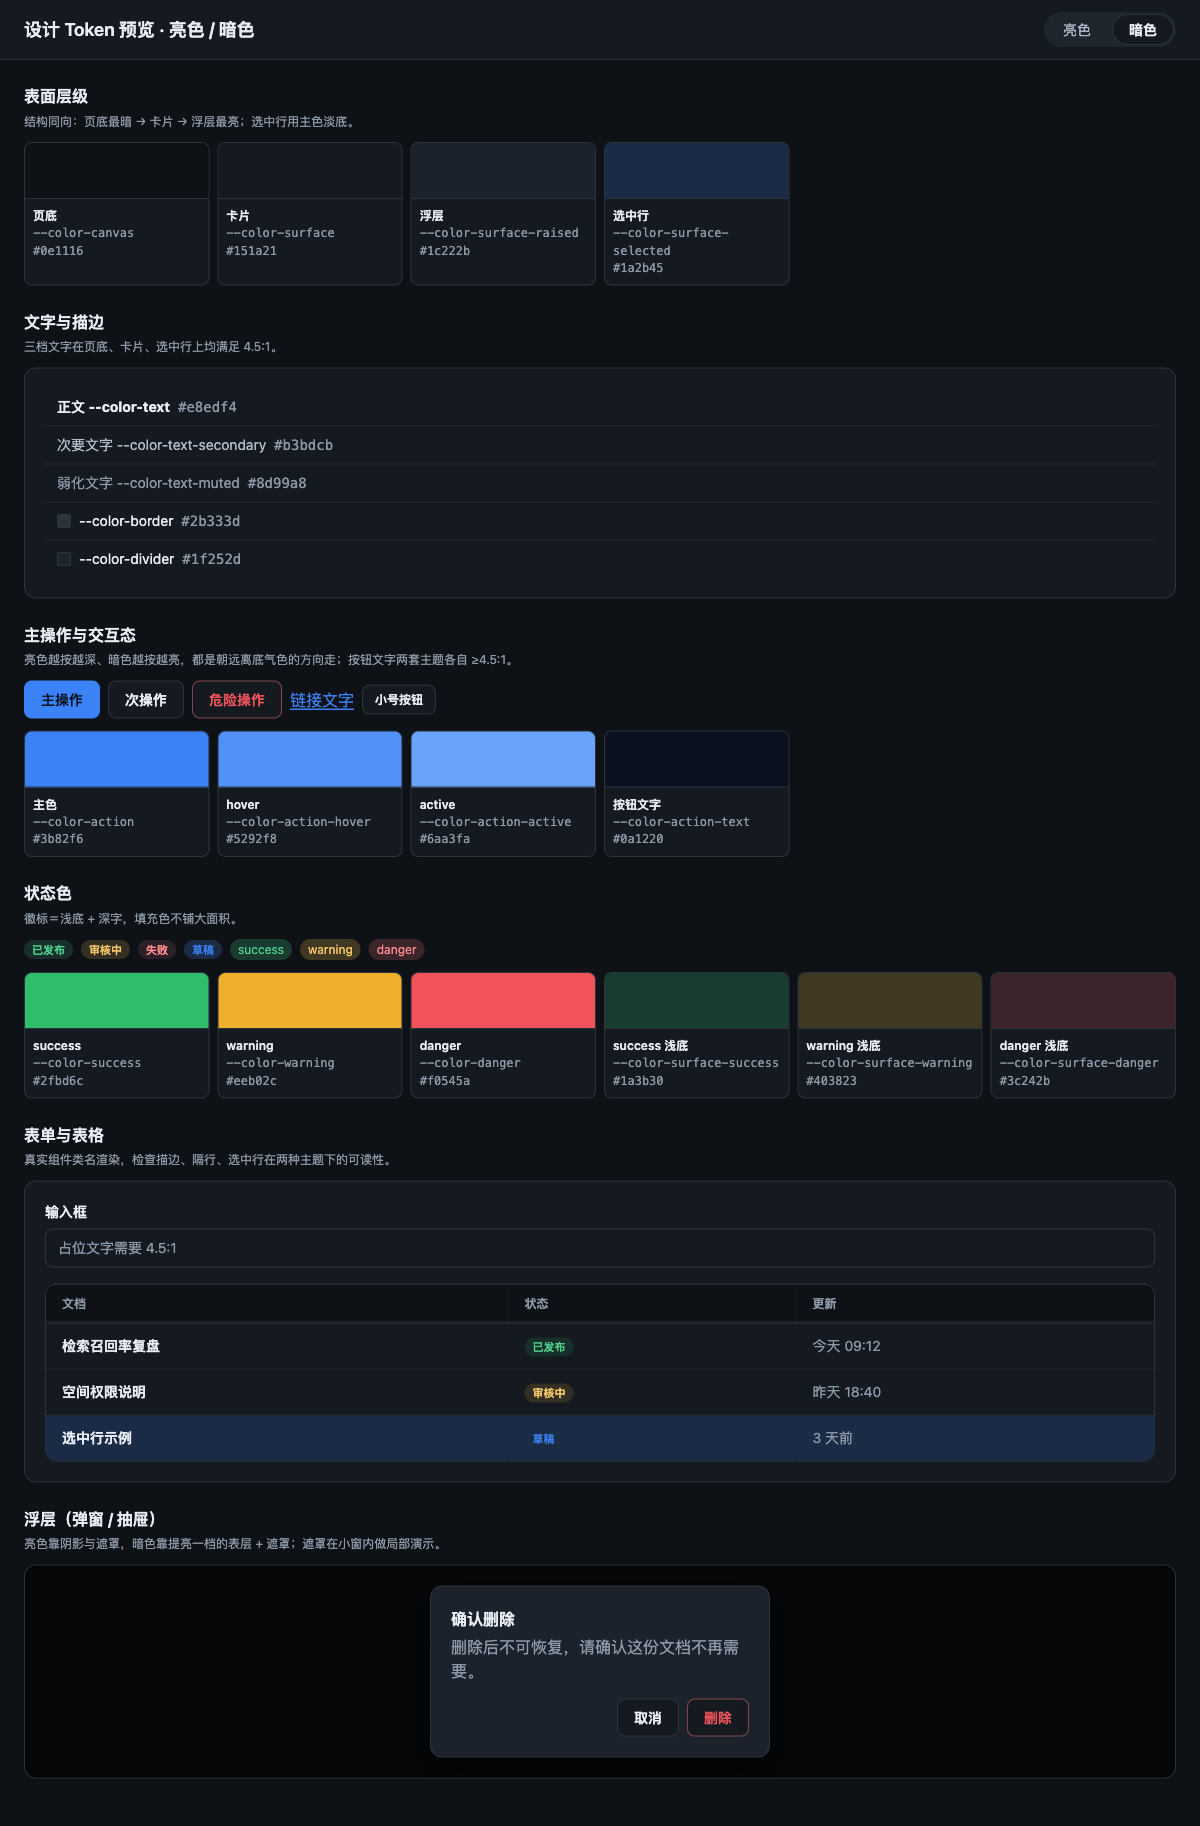 设计 Token 预览 · 亮色 / 暗色
亮色
暗色
表面层级
结构同向：页底最暗 → 卡片 → 浮层最亮；选中行用主色淡底。
页底
--color-canvas
#0e1116
卡片
--color-surface
#151a21
浮层
--color-surface-raised
#1c222b
选中行
--color-surface-
selected
#1a2b45
文字与描边
三档文字在页底、卡片、选中行上均满足 4.5:1。
正文 --color-text #e8edf4
次要文字 --color-text-secondary #b3bdcb
弱化文字 --color-text-muted #8d99a8
--color-border #2b333d
--color-divider #1f252d
主操作与交互态
亮色越按越深、暗色越按越亮，都是朝远离底气色的方向走；按钮文字两套主题各自 ≥4.5:1。
主操作
次操作
危险操作
链接文字
小号按钮
主色
--color-action
#3b82f6
hover
--color-action-hover
#5292f8
active
--color-action-active
#6aa3fa
按钮文字
--color-action-text
#0a1220
状态色
徽标＝浅底 + 深字，填充色不铺大面积。
已发布
审核中
失败
草稿
success
warning
danger
success
--color-success
#2fbd6c
warning
--color-warning
#eeb02c
danger
--color-danger
#f0545a
success 浅底
--color-surface-success
#1a3b30
warning 浅底
--color-surface-warning
#403823
danger 浅底
--color-surface-danger
#3c242b
表单与表格
真实组件类名渲染，检查描边、隔行、选中行在两种主题下的可读性。
输入框
占位文字需要 4.5:1
文档
状态
更新
检索召回率复盘
已发布
今天 09:12
空间权限说明
审核中
昨天 18:40
选中行示例
草稿
3 天前
浮层（弹窗 / 抽屉）
亮色靠阴影与遮罩，暗色靠提亮一档的表层 + 遮罩；遮罩在小窗内做局部演示。
确认删除
删除后不可恢复，请确认这份文档不再需
要。
取消
删除